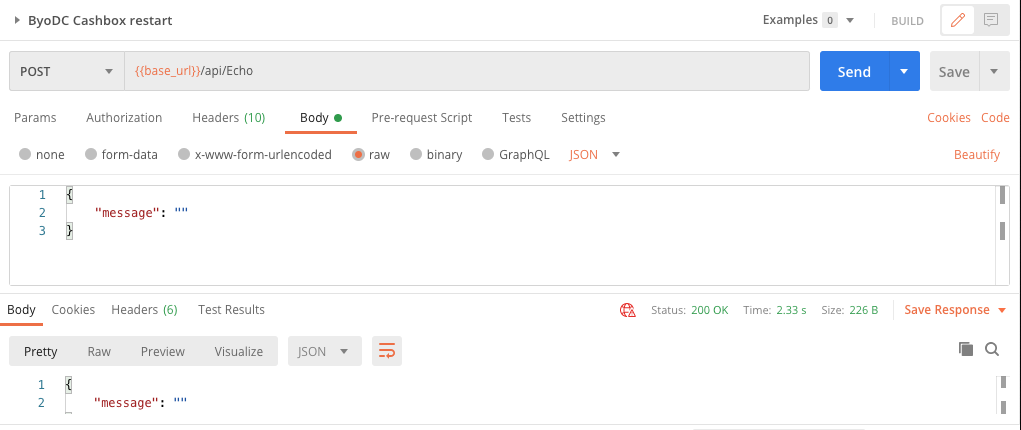 ByoDC Cashbox restart Examples 0 BUILD
POST {{base_url}}/api/Echo Send Save
Params Authorization Headers (10) Body Pre-request Script Tests Settings Cookies Code
none form-data x-www-form-urlencoded raw binary GraphQL JSON Beautify
1 {
2 "message": ""
3 }
Body Cookies Headers (6) Test Results Status: 200 OK Time: 2.33 s Size: 226 B Save Response
Pretty Raw Preview Visualize JSON
1 {
2 "message": ""